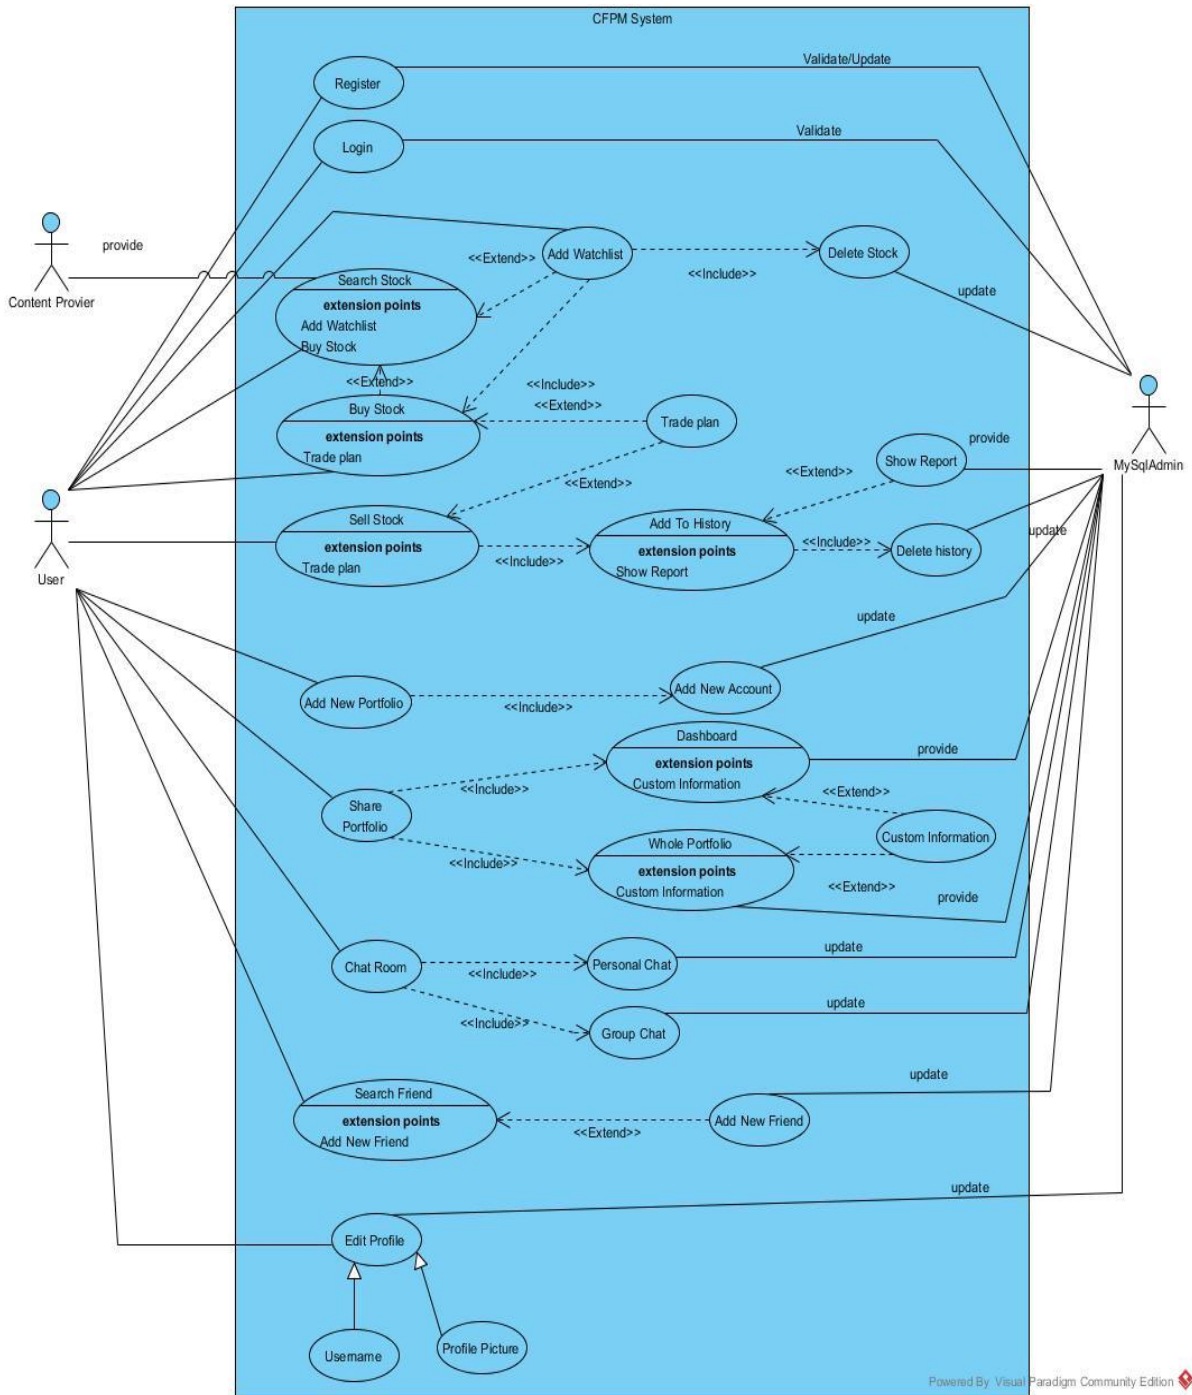 CFPM System
Register
Validate/Update
Login
Validate
provide
Content Provier
Add Watchlist
<<Extend>>
<<Include>>
Delete Stock
update
Search Stock
extension points
Add Watchlist
Buy Stock
<<Extend>>
<<Include>>
<<Extend>>
Buy Stock
extension points
Trade plan
Trade plan
<<Extend>>
<<Extend>>
Show Report
provide
MySqlAdmin
User
Sell Stock
extension points
Trade plan
<<Include>>
Add To History
extension points
Show Report
<<Include>>
Delete history
update
update
Add New Portfolio
<<Include>>
Add New Account
Dashboard
extension points
Custom Information
provide
<<Include>>
<<Extend>>
Share
Portfolio
Custom Information
<<Include>>
Whole Portfolio
extension points
Custom Information
<<Extend>>
provide
Chat Room
<<Include>>
Personal Chat
update
<<Include>>
Group Chat
update
Search Friend
extension points
Add New Friend
<<Extend>>
Add New Friend
update
update
Edit Profile
Username
Profile Picture
Powered By Visual Paradigm Community Edition